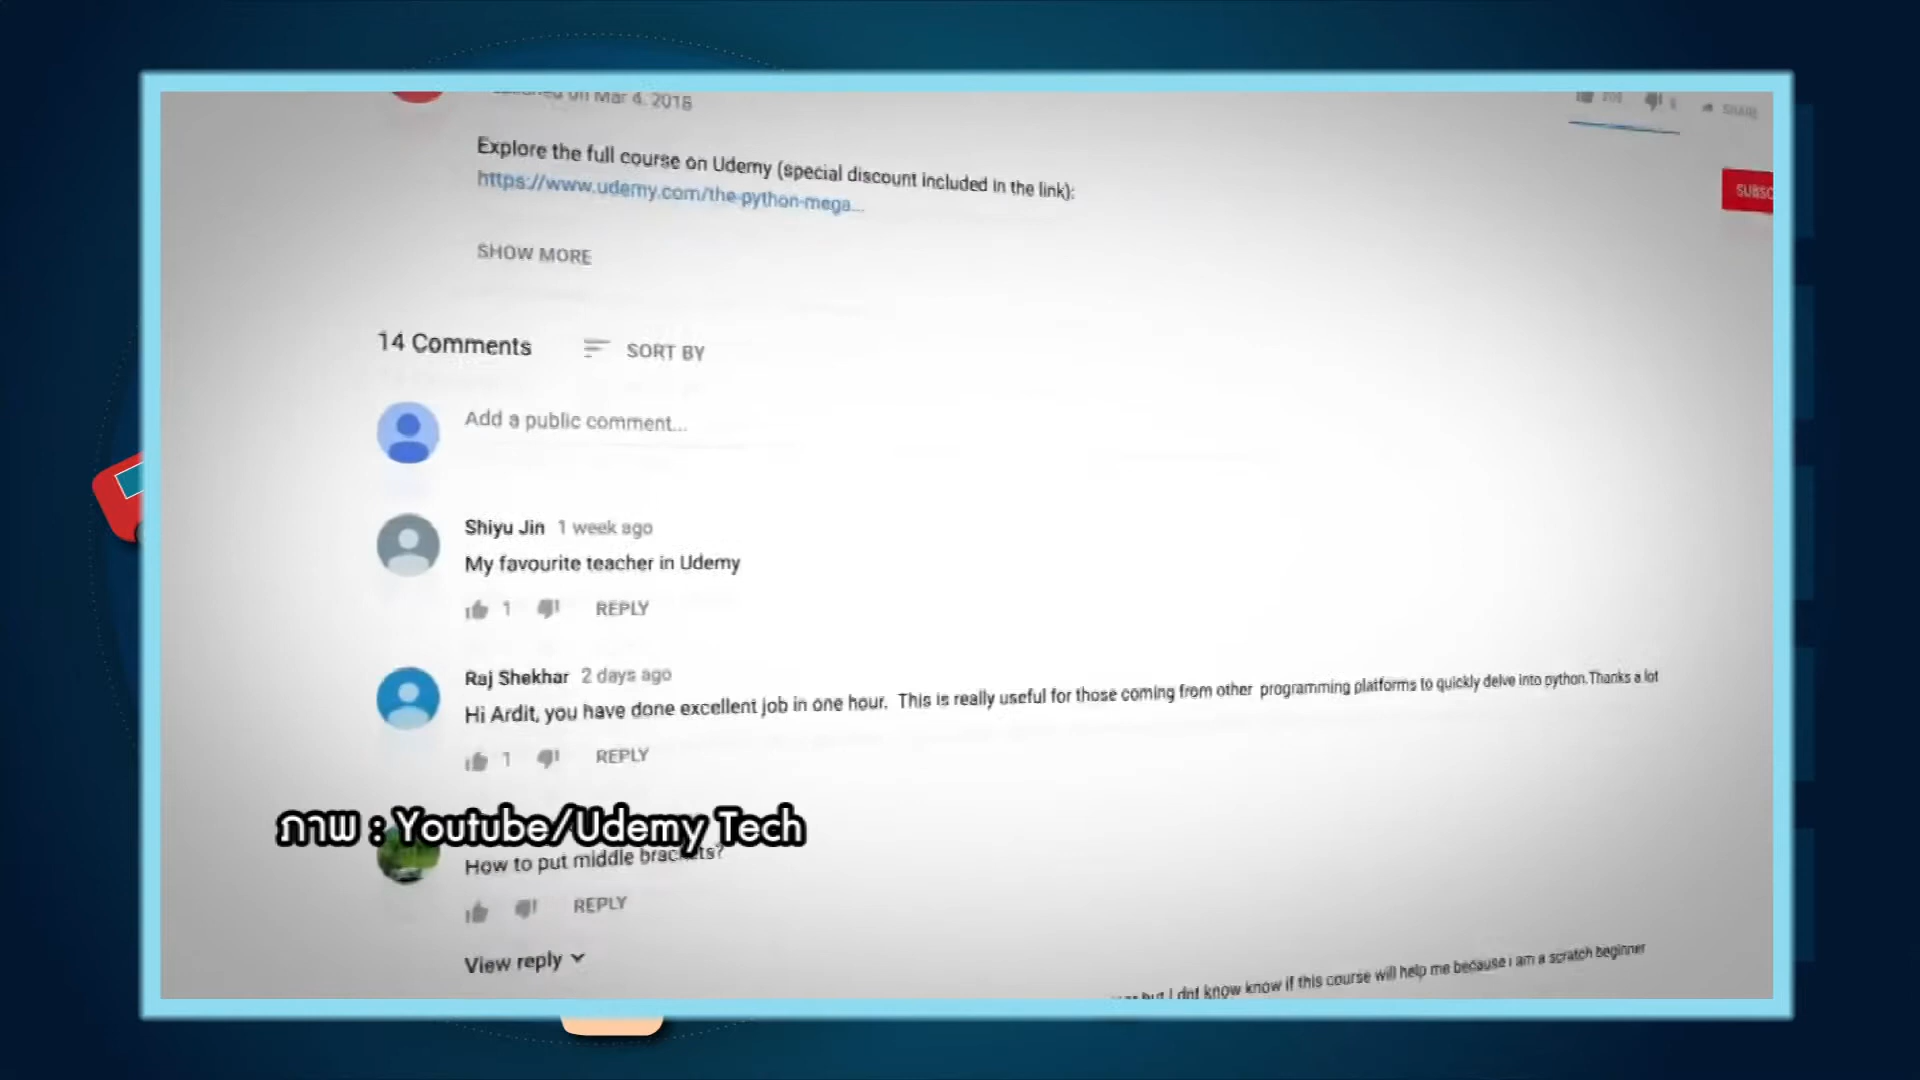 on Mar 4, 2018
SHARE
Explore the full course on Udemy (special discount included in the link):
https://www.udemy.com/the-python-mega...
SUBSC
SHOW MORE
14 Comments SORT BY
Add a public comment...
Shiyu Jin 1 week ago
My favourite teacher in Udemy
1 REPLY
Raj Shekhar 2 days ago
Hi Ardit, you have done excellent job in one hour. This is really useful for those coming from other programming platforms to quickly delve into python.Thanks a lot
1 REPLY
ภาพ : Youtube/Udemy Tech
How to put middle brackets?
REPLY
View reply
but I dnt know know if this course will help me because i am a scratch beginner